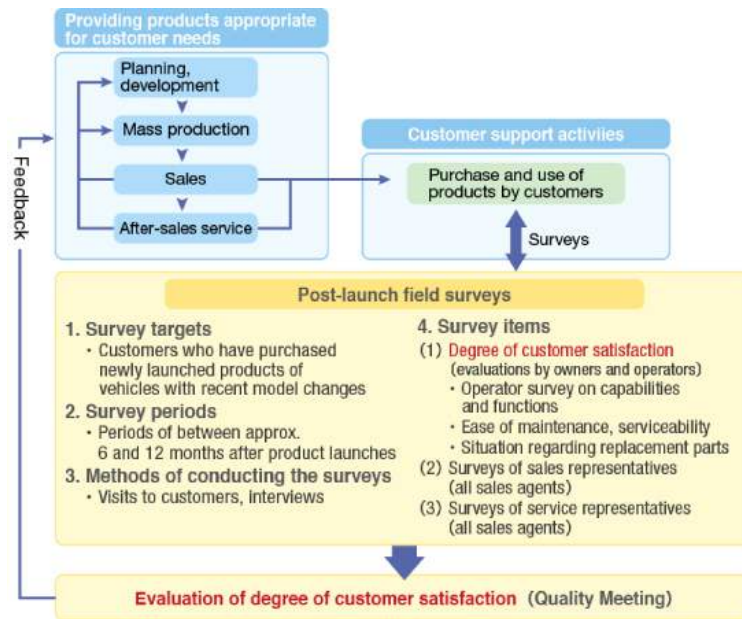 Providing products appropriate
for customer needs
Planning,
development
Mass production
Sales
After-sales service
Feedback
Customer support activiies
Purchase and use of
products by customers
Surveys
Post-launch field surveys
1. Survey targets
・Customers who have purchased
newly launched products of
vehicles with recent model changes
2. Survey periods
・Periods of between approx.
6 and 12 months after product launches
3. Methods of conducting the surveys
・Visits to customers, interviews
4. Survey items
(1) Degree of customer satisfaction
(evaluations by owners and operators)
・Operator survey on capabilities
and functions
・Ease of maintenance, serviceability
・Situation regarding replacement parts
(2) Surveys of sales representatives
(all sales agents)
(3) Surveys of service representatives
(all sales agents)
Evaluation of degree of customer satisfaction (Quality Meeting)